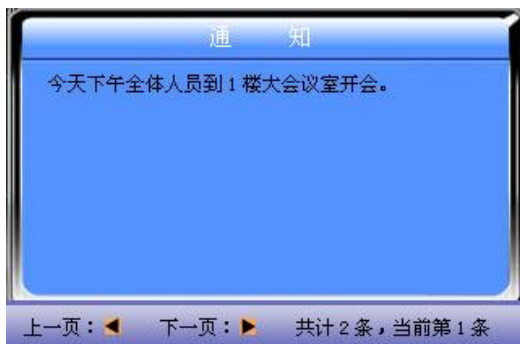 通 知
今天下午全体人员到1楼大会议室开会。
上一页： 下一页： 共计2条，当前第1条